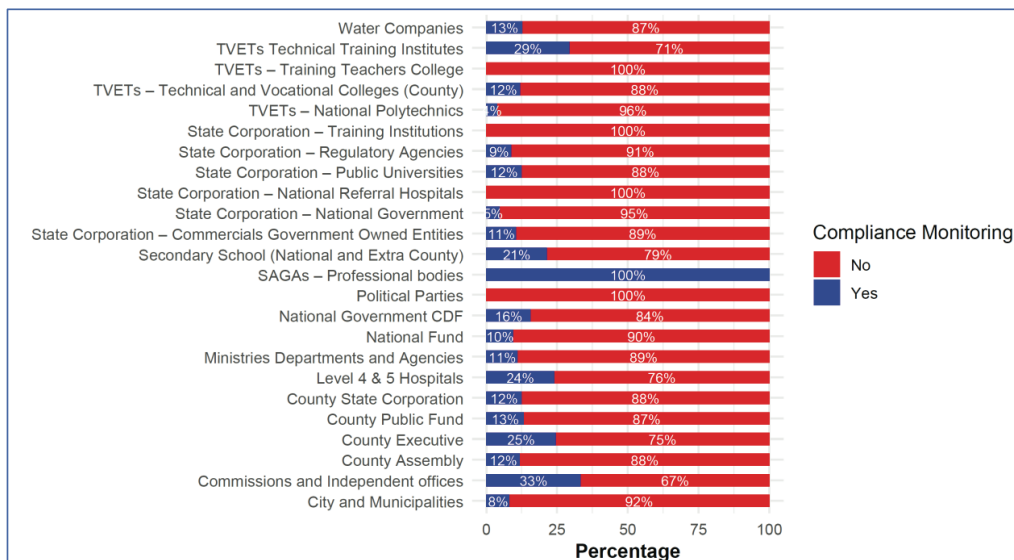 Water Companies 13% 87%
TVETs Technical Training Institutes 29% 71%
TVETs – Training Teachers College 100%
TVETs – Technical and Vocational Colleges (County) 12% 88%
TVETs – National Polytechnics 4% 96%
State Corporation – Training Institutions 100%
State Corporation – Regulatory Agencies 9% 91%
State Corporation – Public Universities 12% 88%
State Corporation – National Referral Hospitals 100%
State Corporation – National Government 5% 95%
State Corporation – Commercials Government Owned Entities 11% 89%
Secondary School (National and Extra County) 21% 79%
SAGAs – Professional bodies 100%
Political Parties 100%
National Government CDF 16% 84%
National Fund 10% 90%
Ministries Departments and Agencies 11% 89%
Level 4 & 5 Hospitals 24% 76%
County State Corporation 12% 88%
County Public Fund 13% 87%
County Executive 25% 75%
County Assembly 12% 88%
Commissions and Independent offices 33% 67%
City and Municipalities 8% 92%
0 25 50 75 100
Percentage
Compliance Monitoring
No
Yes